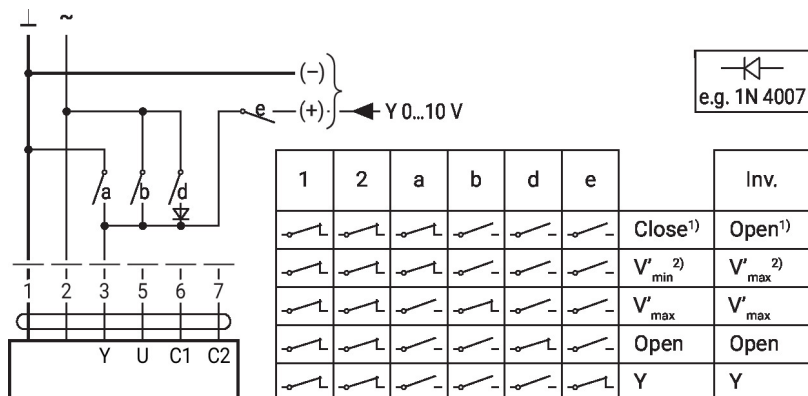 ⊥ ~
(–)
e (+) Y 0...10 V
e.g. 1N 4007
a b d
1 2 3 5 6 7
Y U C1 C2
1 2 a b d e Inv.
Close¹⁾ Open¹⁾
V'min²⁾ V'max²⁾
V'max V'max
Open Open
Y Y